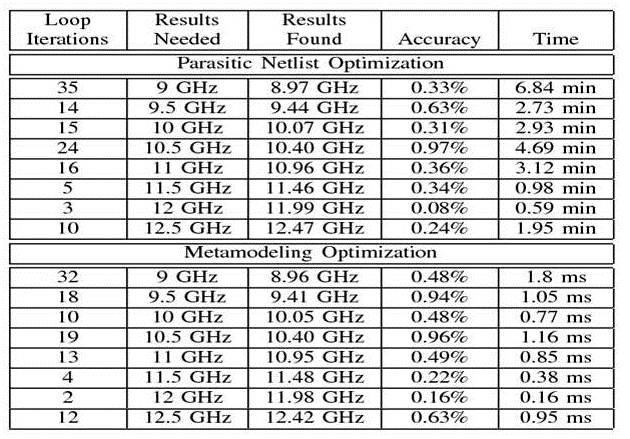 Loop Results Results
Iterations Needed Found Accuracy Time
Parasitic Netlist Optimization
35 9 GHz 8.97 GHz 0.33% 6.84 min
14 9.5 GHz 9.44 GHz 0.63% 2.73 min
15 10 GHz 10.07 GHz 0.31% 2.93 min
24 10.5 GHz 10.40 GHz 0.97% 4.69 min
16 11 GHz 10.96 GHz 0.36% 3.12 min
5 11.5 GHz 11.46 GHz 0.34% 0.98 min
3 12 GHz 11.99 GHz 0.08% 0.59 min
10 12.5 GHz 12.47 GHz 0.24% 1.95 min
Metamodeling Optimization
32 9 GHz 8.96 GHz 0.48% 1.8 ms
18 9.5 GHz 9.41 GHz 0.94% 1.05 ms
10 10 GHz 10.05 GHz 0.48% 0.77 ms
19 10.5 GHz 10.40 GHz 0.96% 1.16 ms
13 11 GHz 10.95 GHz 0.49% 0.85 ms
4 11.5 GHz 11.48 GHz 0.22% 0.38 ms
2 12 GHz 11.98 GHz 0.16% 0.16 ms
12 12.5 GHz 12.42 GHz 0.63% 0.95 ms